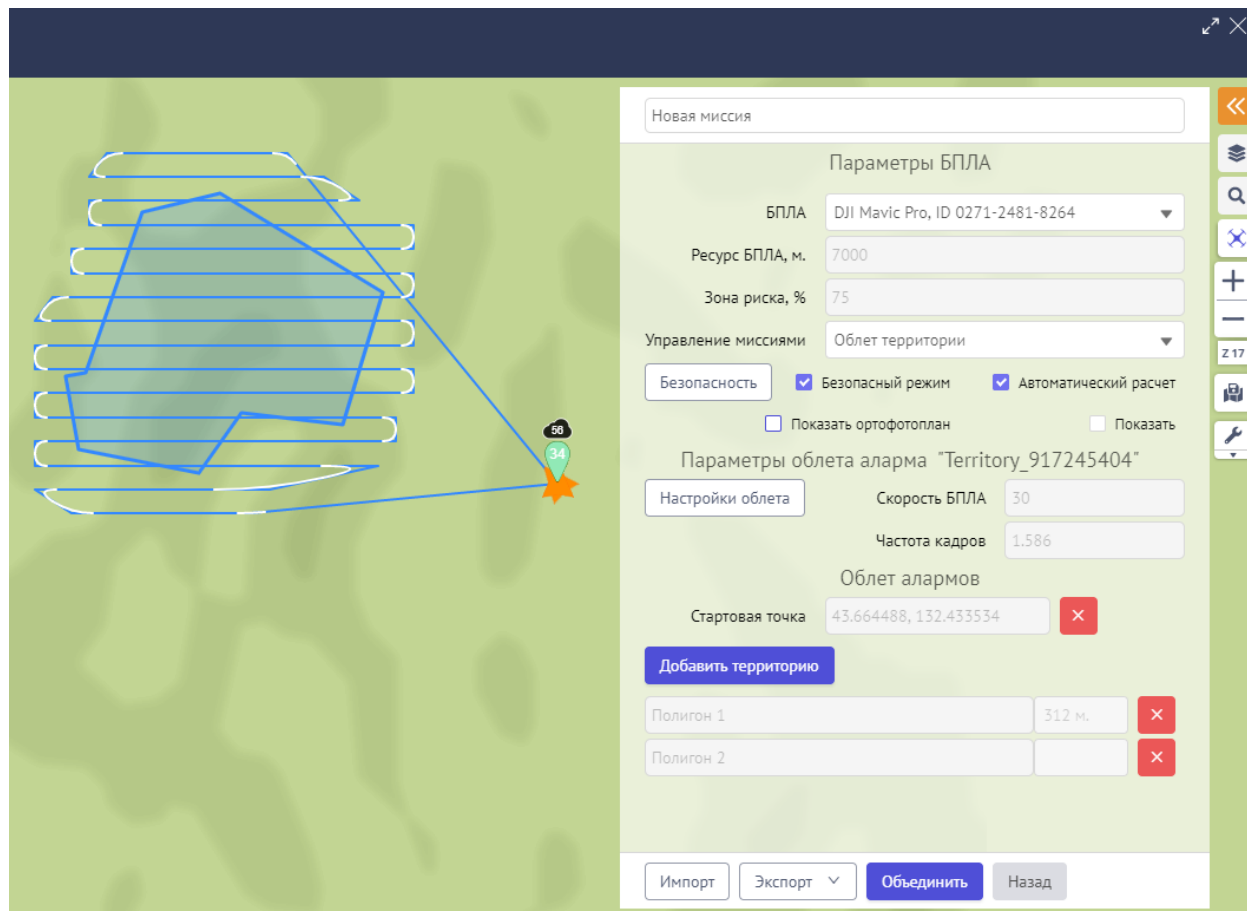 Новая миссия
Параметры БПЛА
БПЛА DJI Mavic Pro, ID 0271-2481-8264
Ресурс БПЛА, м. 7000
Зона риска, % 75
Управление миссиями Облет территории
Безопасность Безопасный режим Автоматический расчет
Показать ортофотоплан Показать
Параметры облета аларма "Territory_917245404"
Настройки облета Скорость БПЛА 30
Частота кадров 1.586
Облет алармов
Стартовая точка 43.664488, 132.433534
Добавить территорию
Полигон 1 312 м.
Полигон 2
Импорт Экспорт Объединить Назад
56
34
Z 17